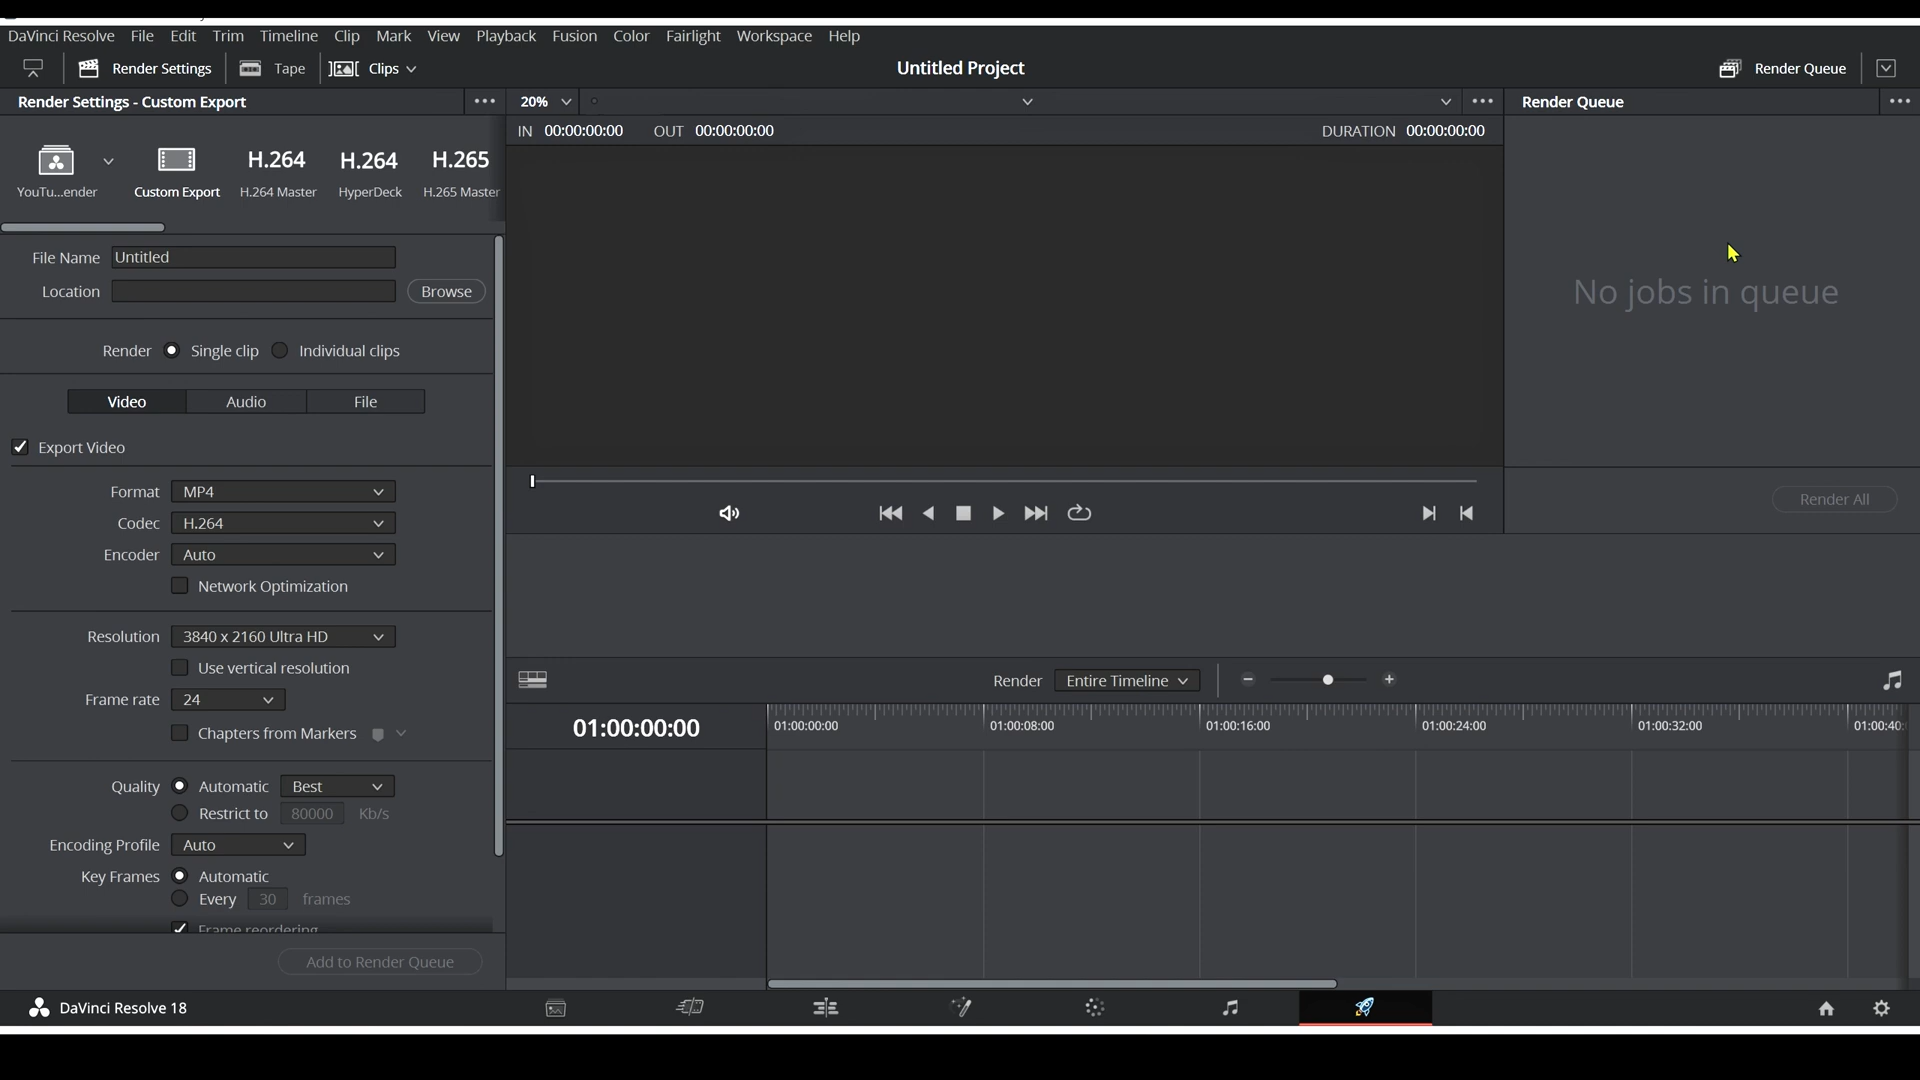 DaVinci Resolve File Edit Trim Timeline Clip Mark View Playback Fusion Color Fairlight Workspace Help
Render Settings Tape Clips Untitled Project Render Queue
Render Settings - Custom Export 20% Render Queue
IN 00:00:00:00 OUT 00:00:00:00 DURATION 00:00:00:00
H.264 H.264 H.265
YouTu...ender Custom Export H.264 Master HyperDeck H.265 Master
File Name Untitled
Location Browse
No jobs in queue
Render Single clip Individual clips
Video Audio File
Export Video
Format MP4
Render All
Codec H.264
Encoder Auto
Network Optimization
Resolution 3840 x 2160 Ultra HD
Use vertical resolution
Render Entire Timeline
Frame rate 24
01:00:00:00 01:00:00:00 01:00:08:00 01:00:16:00 01:00:24:00 01:00:32:00 01:00:40:
Chapters from Markers
Quality Automatic Best
Restrict to 80000 Kb/s
Encoding Profile Auto
Key Frames Automatic
Every 30 frames
Frame reordering
Add to Render Queue
DaVinci Resolve 18